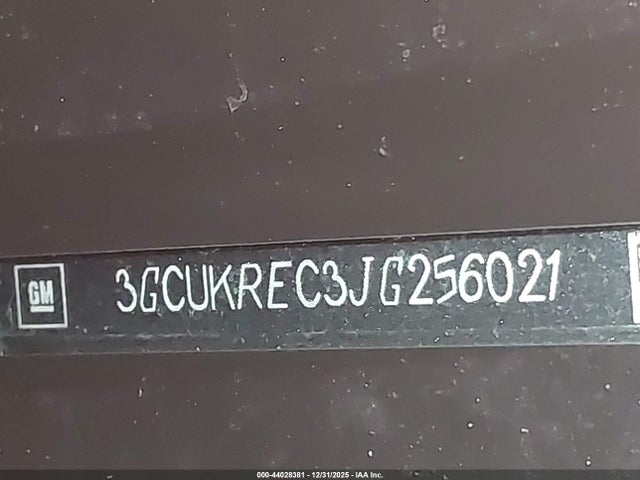 GM 3GCUKREC3JG256021
000-44028381 - 12/31/2025 - IAA Inc.